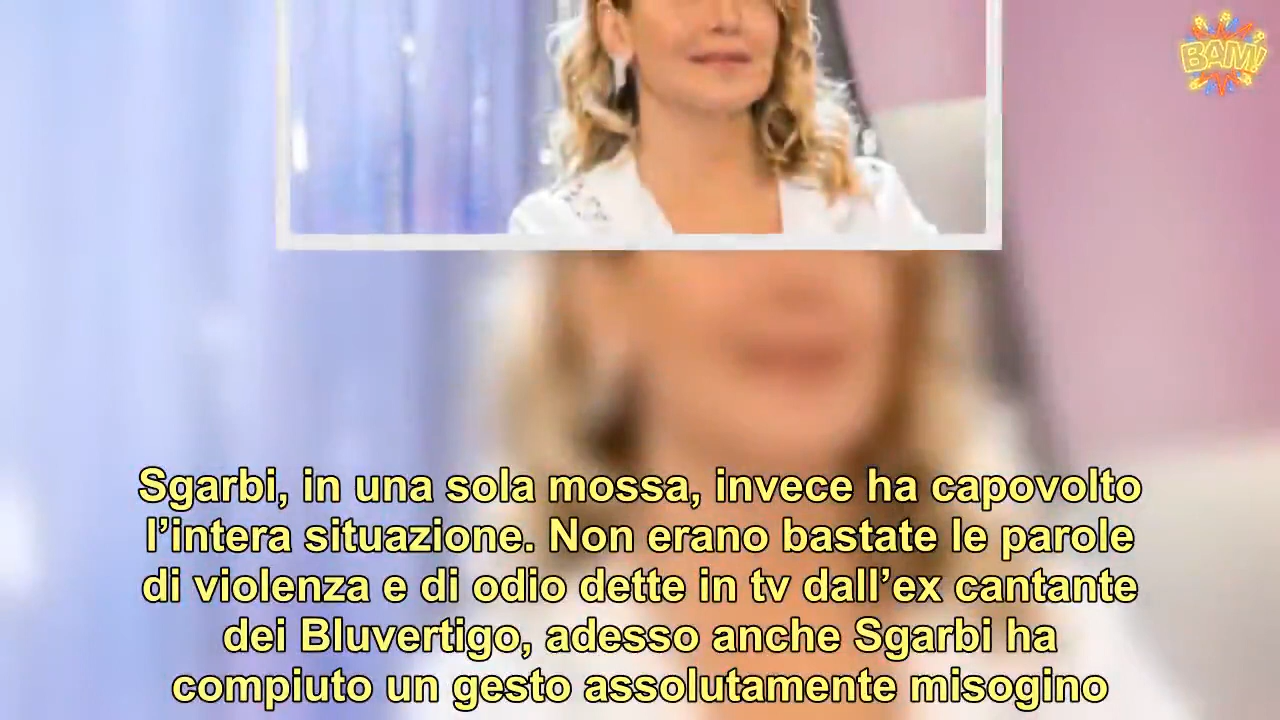 BAM!
Sgarbi, in una sola mossa, invece ha capovolto
l’intera situazione. Non erano bastate le parole
di violenza e di odio dette in tv dall’ex cantante
dei Bluvertigo, adesso anche Sgarbi ha
compiuto un gesto assolutamente misogino